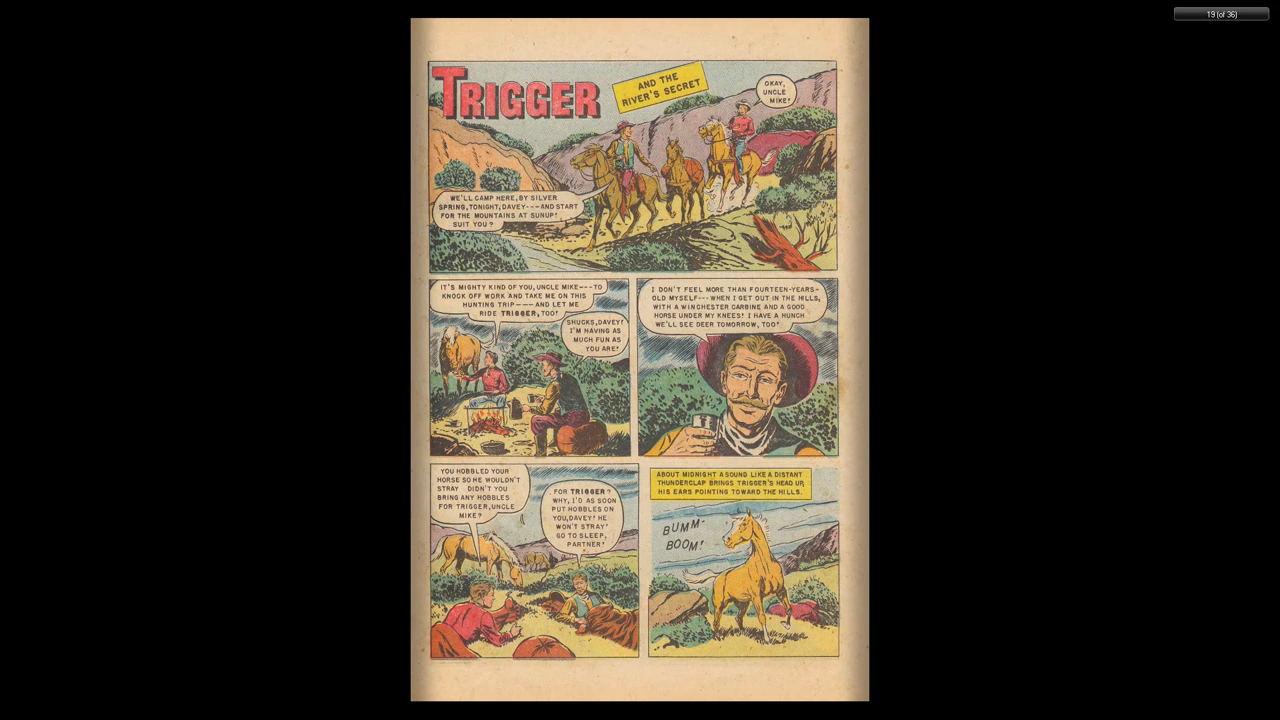 19 (of 36)
TRIGGER
AND THE
RIVER'S SECRET
OKAY,
UNCLE
MIKE!
WE'LL CAMP HERE, BY SILVER
SPRING, TONIGHT, DAVEY---AND START
FOR THE MOUNTAINS AT SUNUP!
SUIT YOU?
IT'S MIGHTY KIND OF YOU, UNCLE MIKE---TO
KNOCK OFF WORK AND TAKE ME ON THIS
HUNTING TRIP---AND LET ME
RIDE TRIGGER, TOO!
SHUCKS, DAVEY!
I'M HAVING AS
MUCH FUN AS
YOU ARE!
I DON'T FEEL MORE THAN FOURTEEN-YEARS-
OLD MYSELF---WHEN I GET OUT IN THE HILLS,
WITH A WINCHESTER CARBINE AND A GOOD
HORSE UNDER MY KNEES! I HAVE A HUNCH
WE'LL SEE DEER TOMORROW, TOO!
YOU HOBBLED YOUR
HORSE SO HE WOULDN'T
STRAY DIDN'T YOU
BRING ANY HOBBLES
FOR TRIGGER, UNCLE
MIKE?
FOR TRIGGER?
WHY, I'D AS SOON
PUT HOBBLES ON
YOU, DAVEY! HE
WON'T STRAY!
GO TO SLEEP,
PARTNER!
ABOUT MIDNIGHT A SOUND LIKE A DISTANT
THUNDERCLAP BRINGS TRIGGER'S HEAD UP,
HIS EARS POINTING TOWARD THE HILLS.
BUMM-
BOOM!